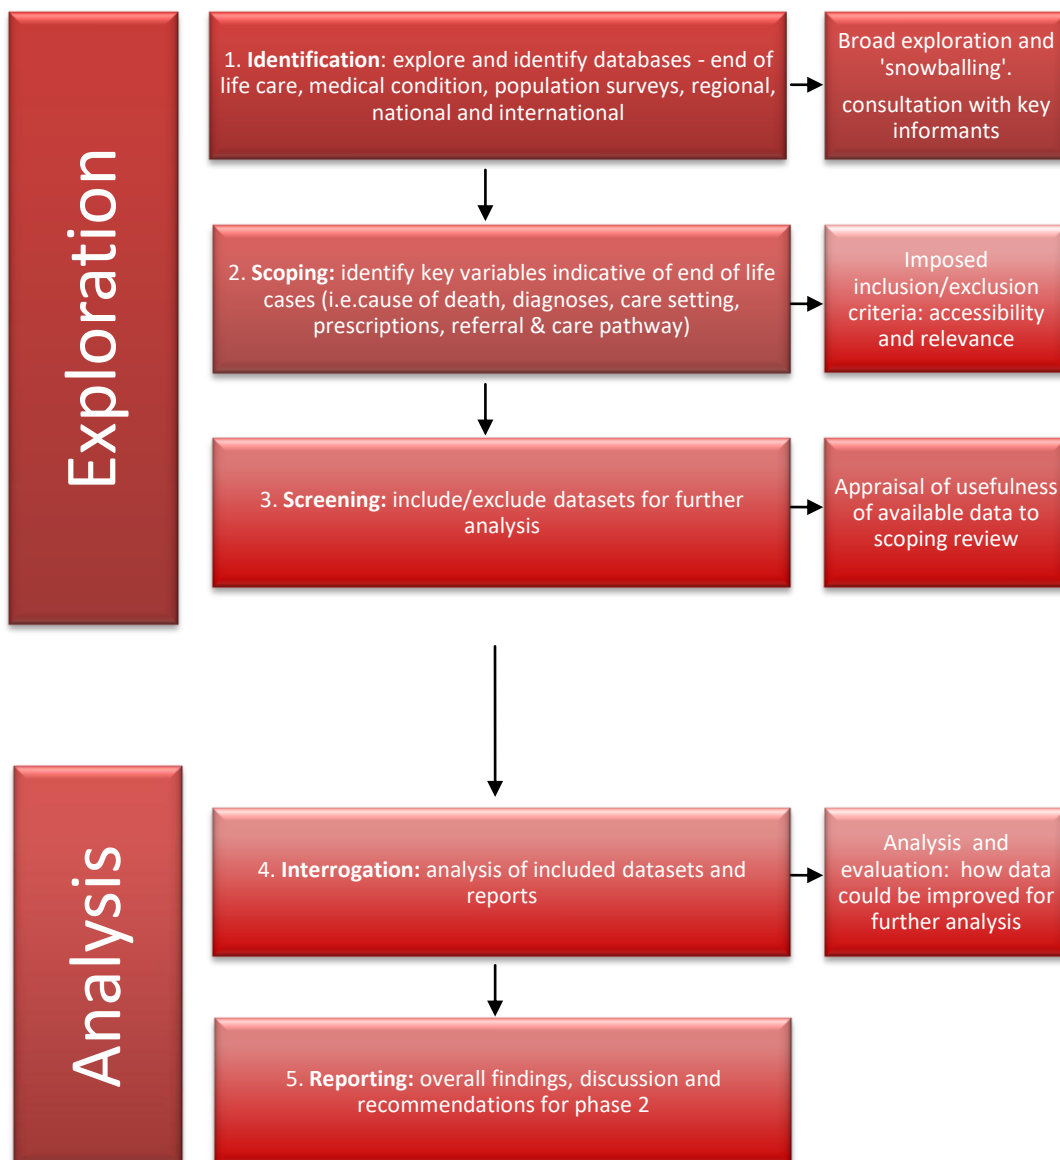 Exploration
1. Identification: explore and identify databases - end of
life care, medical condition, population surveys, regional,
national and international
Broad exploration and
'snowballing'.
consultation with key
informants
2. Scoping: identify key variables indicative of end of life
cases (i.e.cause of death, diagnoses, care setting,
prescriptions, referral & care pathway)
Imposed
inclusion/exclusion
criteria: accessibility
and relevance
3. Screening: include/exclude datasets for further
analysis
Appraisal of usefulness
of available data to
scoping review
Analysis
4. Interrogation: analysis of included datasets and
reports
Analysis and
evaluation: how data
could be improved for
further analysis
5. Reporting: overall findings, discussion and
recommendations for phase 2